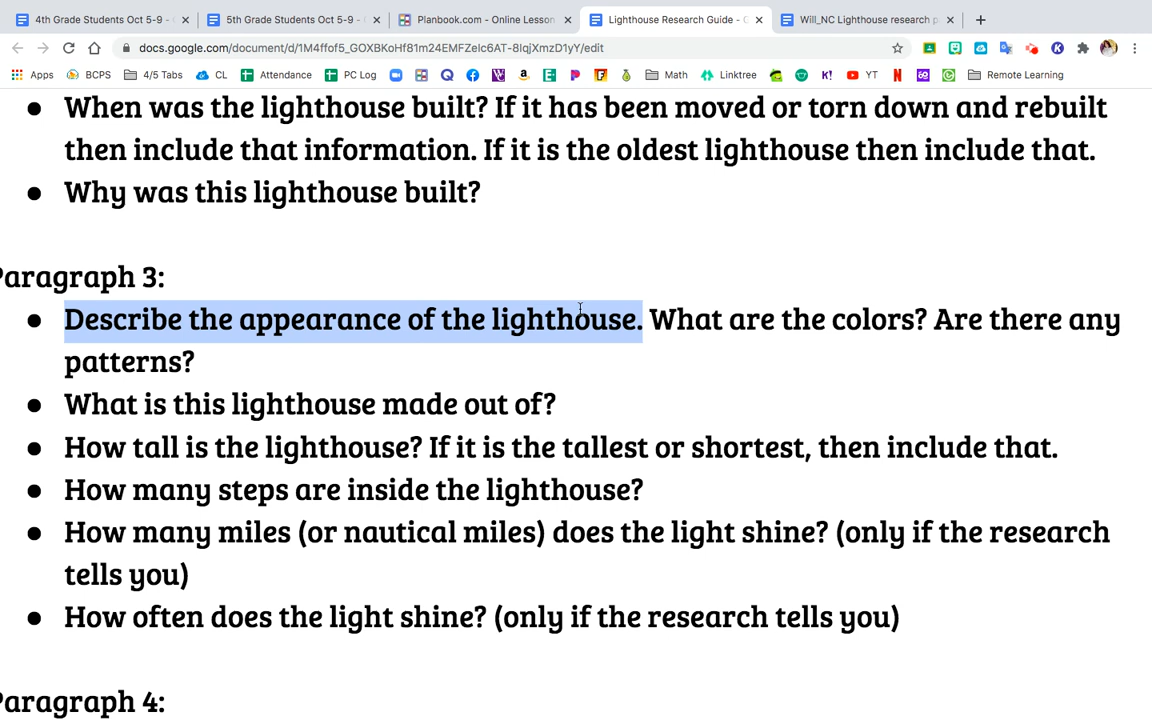 4th Grade Students Oct 5-9 -
5th Grade Students Oct 5-9 -
Planbook.com - Online Lesson
Lighthouse Research Guide - G
Will_NC Lighthouse research p
docs.google.com/document/d/1M4ffof5_GOXBKoHf81m24EMFZeIc6AT-8IqjXmzD1yY/edit
Apps
BCPS
4/5 Tabs
CL
Attendance
PC Log
Math
Linktree
K!
YT
Remote Learning
● When was the lighthouse built? If it has been moved or torn down and rebuilt
then include that information. If it is the oldest lighthouse then include that.
● Why was this lighthouse built?
Paragraph 3:
● Describe the appearance of the lighthouse. What are the colors? Are there any
patterns?
● What is this lighthouse made out of?
● How tall is the lighthouse? If it is the tallest or shortest, then include that.
● How many steps are inside the lighthouse?
● How many miles (or nautical miles) does the light shine? (only if the research
tells you)
● How often does the light shine? (only if the research tells you)
Paragraph 4: